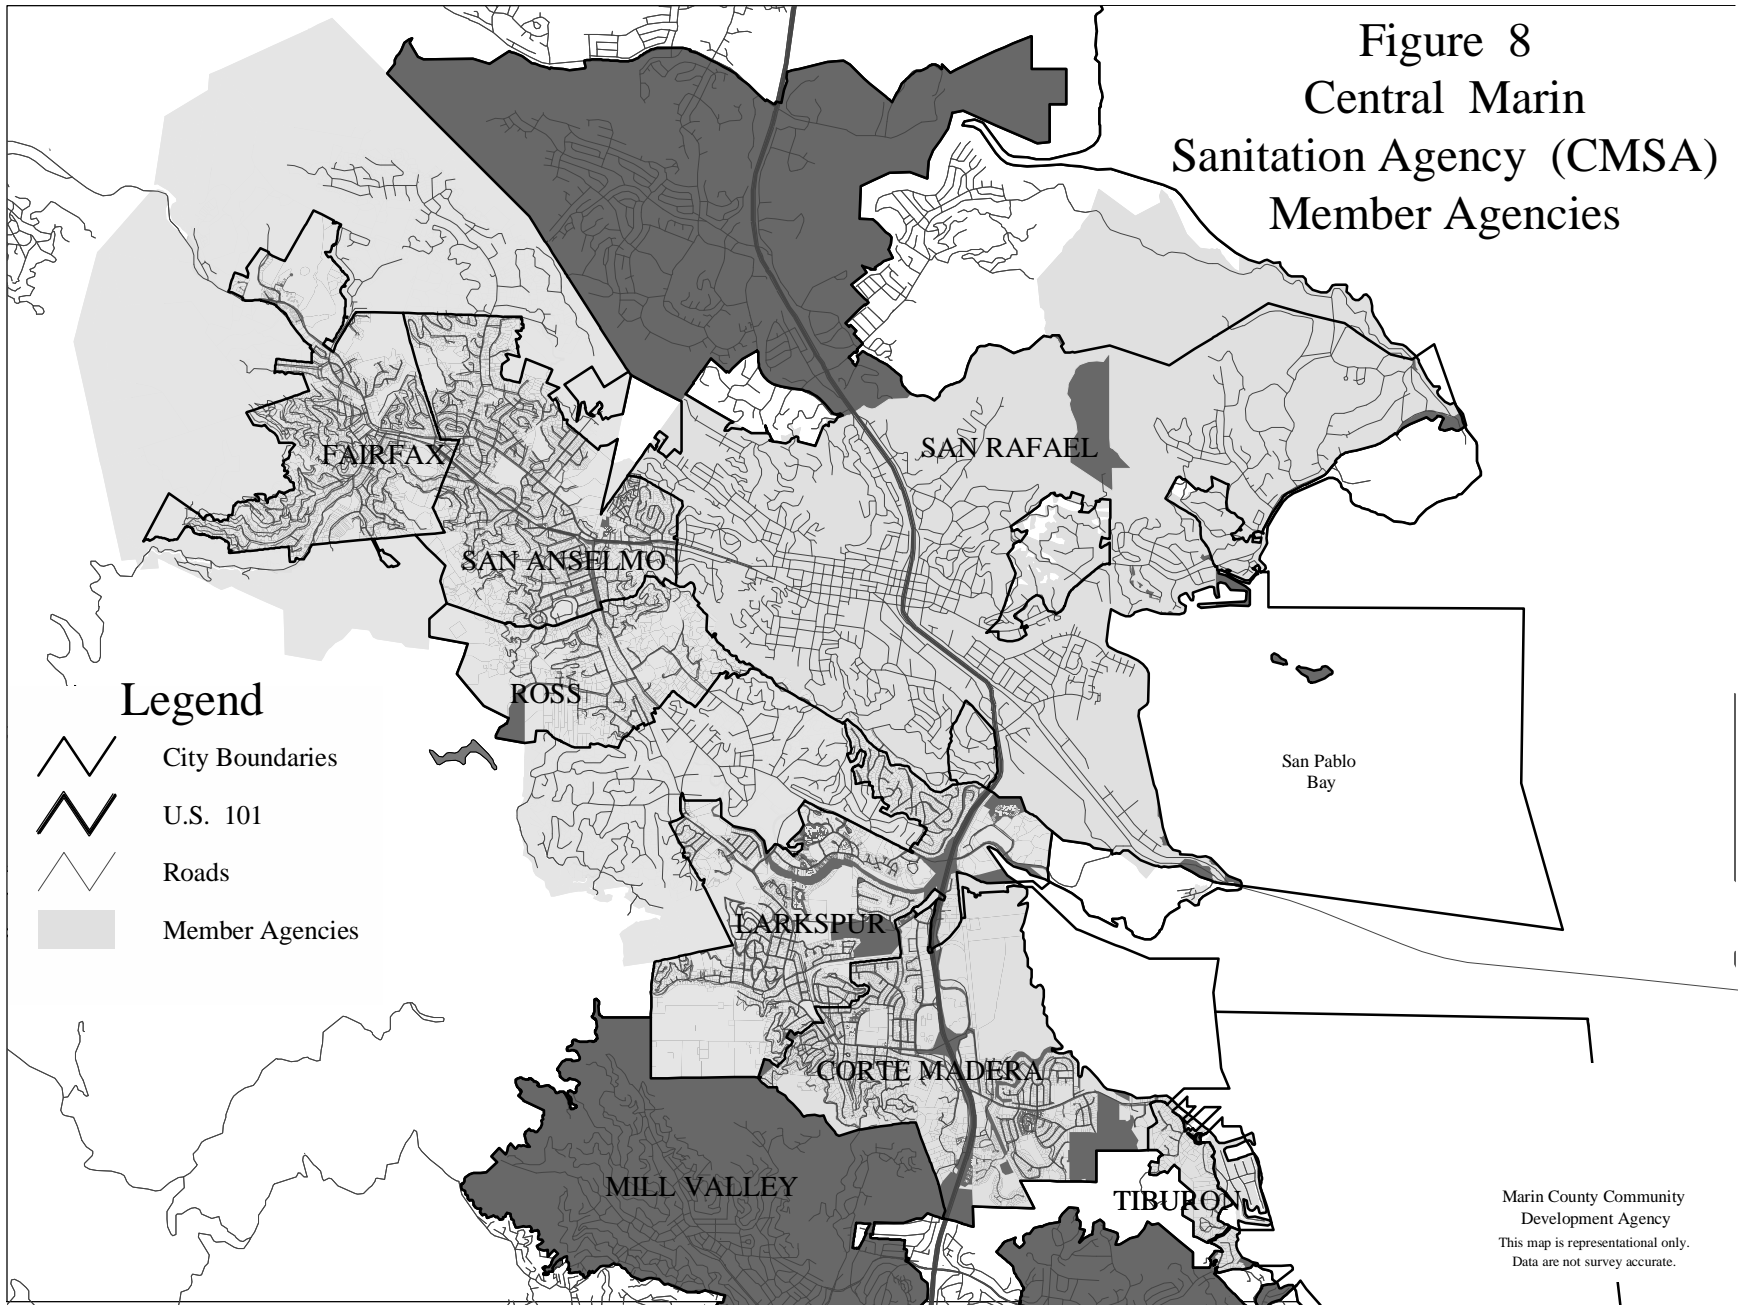 Figure 8
Central Marin
Sanitation Agency (CMSA)
Member Agencies
SAN RAFAEL
FAIRFAX
SAN ANSELMO
ROSS
Legend
City Boundaries
U.S. 101
Roads
Member Agencies
San Pablo
Bay
LARKSPUR
CORTE MADERA
MILL VALLEY
TIBURON
Marin County Community
Development Agency
This map is representational only.
Data are not survey accurate.